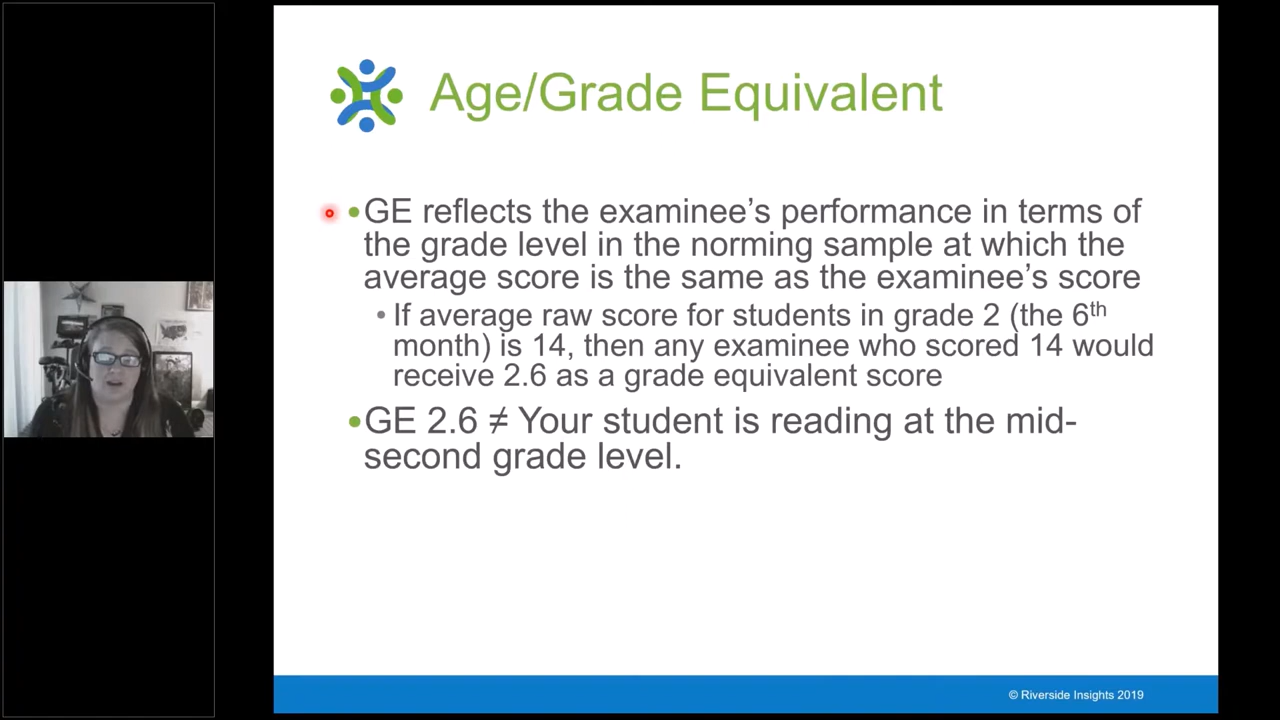 Age/Grade Equivalent
•GE reflects the examinee’s performance in terms of
the grade level in the norming sample at which the
average score is the same as the examinee’s score
•If average raw score for students in grade 2 (the 6th
month) is 14, then any examinee who scored 14 would
receive 2.6 as a grade equivalent score
•GE 2.6 ≠ Your student is reading at the mid-
second grade level.
© Riverside Insights 2019